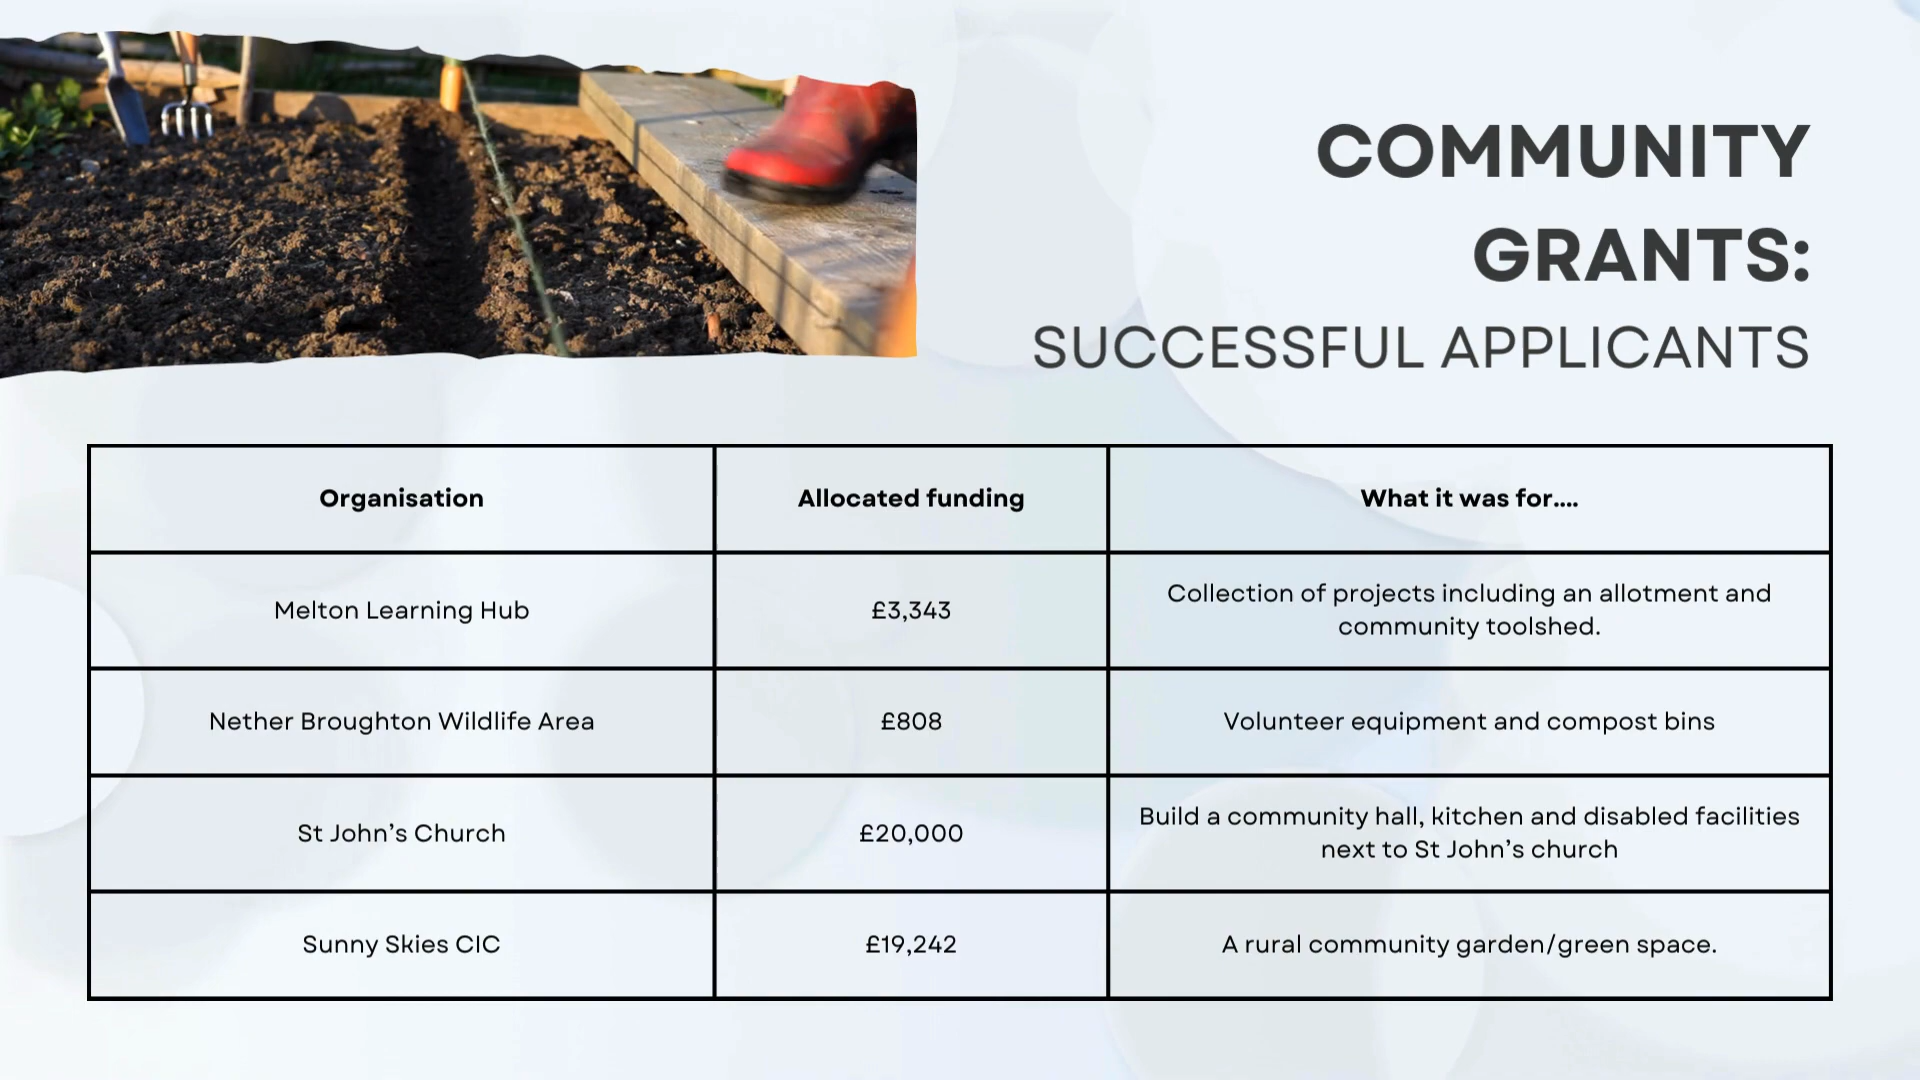 COMMUNITY
GRANTS:
SUCCESSFUL APPLICANTS
Organisation
Allocated funding
What it was for....
Melton Learning Hub
£3,343
Collection of projects including an allotment and
community toolshed.
Nether Broughton Wildlife Area
£808
Volunteer equipment and compost bins
St John’s Church
£20,000
Build a community hall, kitchen and disabled facilities
next to St John’s church
Sunny Skies CIC
£19,242
A rural community garden/green space.